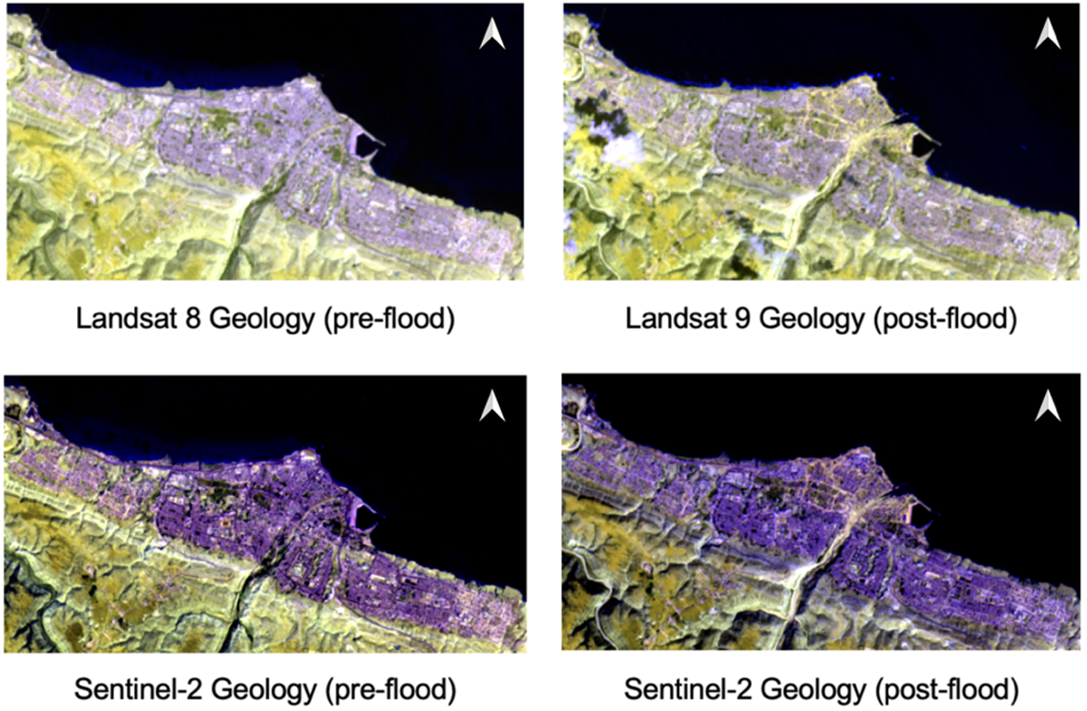 Landsat 8 Geology (pre-flood)
Landsat 9 Geology (post-flood)
Sentinel-2 Geology (pre-flood)
Sentinel-2 Geology (post-flood)